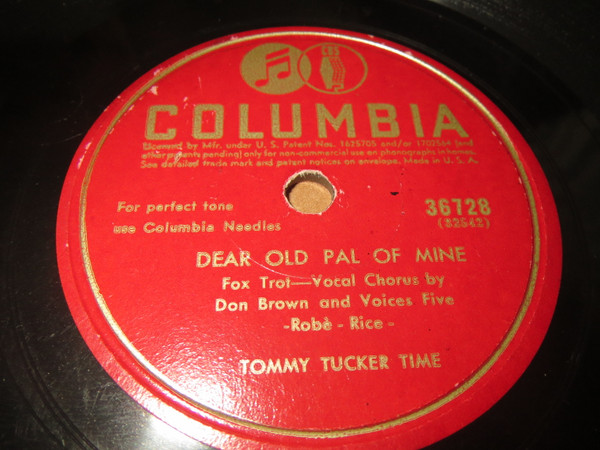 CBS
COLUMBIA
Licensed by Mfr. under U. S. Patent Nos. 1625705 and/or 1702564 (and
other patents pending) only for non-commercial use on phonographs in homes.
See detailed trade mark and patent notices on envelope. Made in U. S. A.
For perfect tone
use Columbia Needles
36728
(32542)
DEAR OLD PAL OF MINE
Fox Trot—Vocal Chorus by
Don Brown and Voices Five
-Robè - Rice -
TOMMY TUCKER TIME